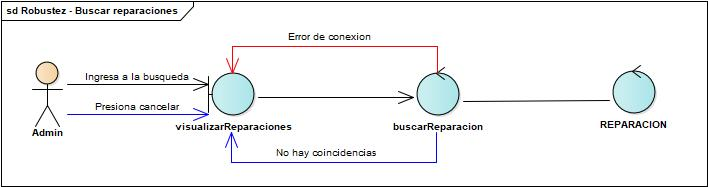 sd Robustez - Buscar reparaciones
Error de conexion
Ingresa a la busqueda
Presiona cancelar
Admin
visualizarReparaciones
buscarReparacion
REPARACION
No hay coincidencias